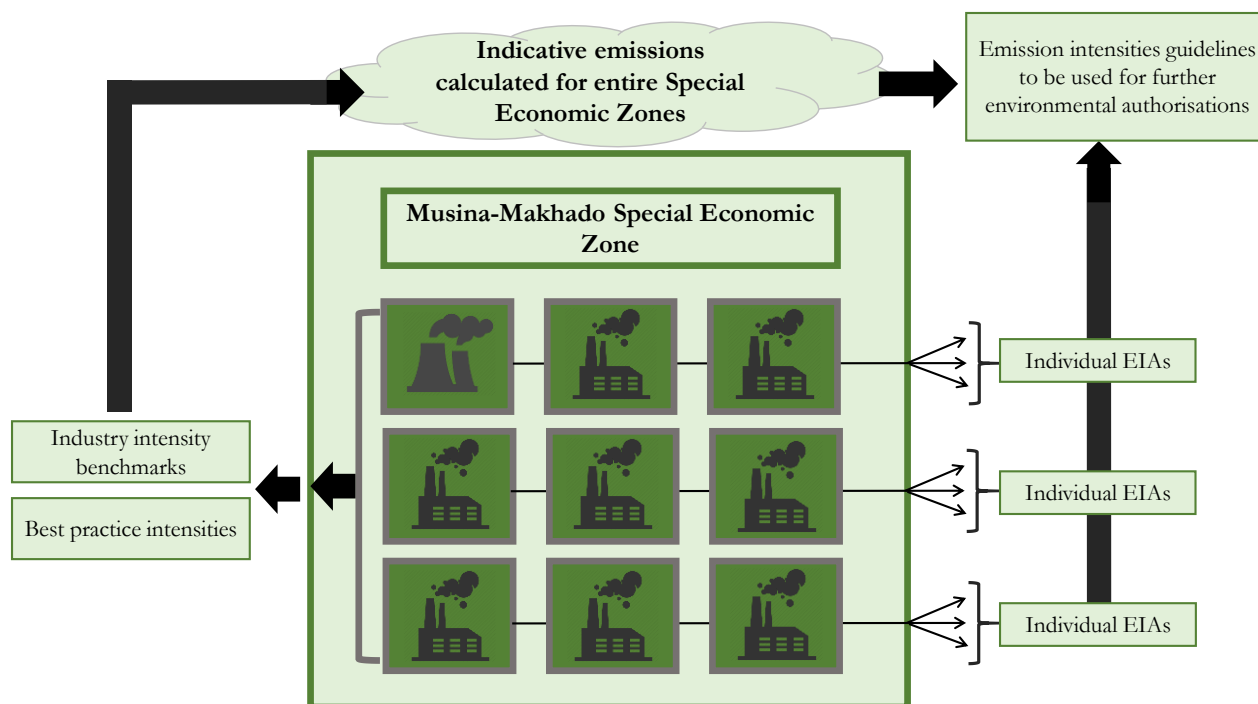 Indicative emissions
calculated for entire Special
Economic Zones
Emission intensities guidelines
to be used for further
environmental authorisations
Musina-Makhado Special Economic
Zone
Individual EIAs
Industry intensity
benchmarks
Best practice intensities
Individual EIAs
Individual EIAs